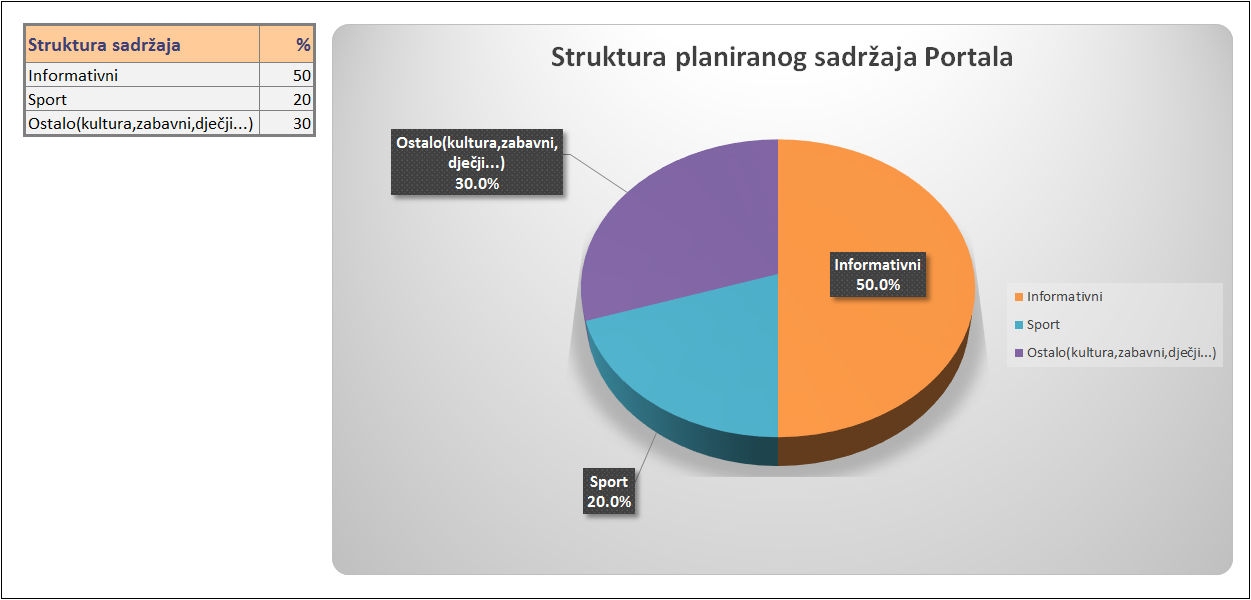 Struktura sadržaja %
Informativni 50
Sport 20
Ostalo(kultura,zabavni,dječji...) 30
Struktura planiranog sadržaja Portala
Ostalo(kultura,zabavni,
dječji...)
30.0%
Informativni
50.0%
Sport
20.0%
Informativni
Sport
Ostalo(kultura,zabavni,dječji...)